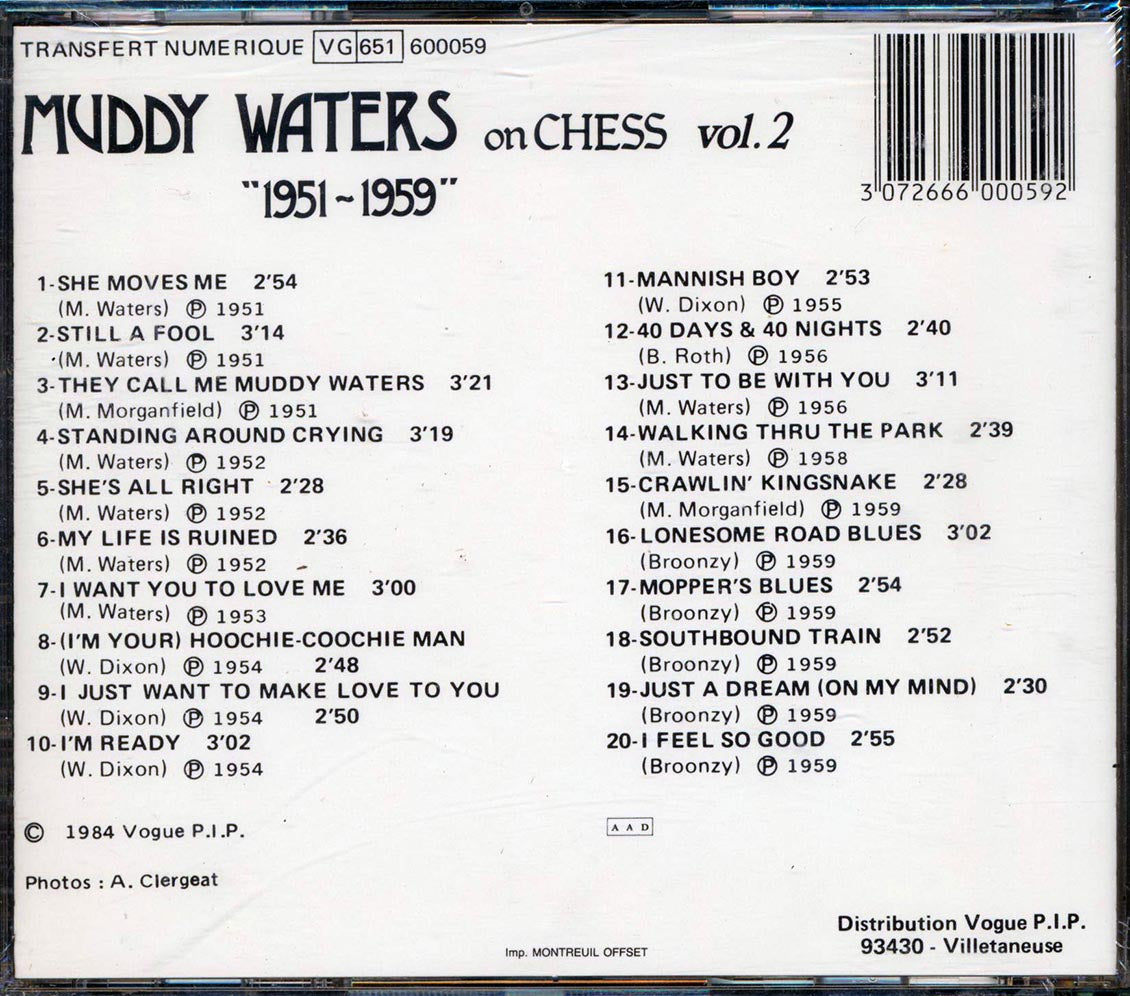 TRANSFERT NUMERIQUE VG 651 600059
MUDDY WATERS on CHESS vol. 2
"1951~1959"
3 072666 000592
1-SHE MOVES ME 2'54
(M. Waters) Ⓟ 1951
2-STILL A FOOL 3'14
(M. Waters) Ⓟ 1951
3-THEY CALL ME MUDDY WATERS 3'21
(M. Morganfield) Ⓟ 1951
4-STANDING AROUND CRYING 3'19
(M. Waters) Ⓟ 1952
5-SHE'S ALL RIGHT 2'28
(M. Waters) Ⓟ 1952
6-MY LIFE IS RUINED 2'36
(M. Waters) Ⓟ 1952
7-I WANT YOU TO LOVE ME 3'00
(M. Waters) Ⓟ 1953
8-(I'M YOUR) HOOCHIE-COOCHIE MAN
(W. Dixon) Ⓟ 1954 2'48
9-I JUST WANT TO MAKE LOVE TO YOU
(W. Dixon) Ⓟ 1954 2'50
10-I'M READY 3'02
(W. Dixon) Ⓟ 1954
11-MANNISH BOY 2'53
(W. Dixon) Ⓟ 1955
12-40 DAYS & 40 NIGHTS 2'40
(B. Roth) Ⓟ 1956
13-JUST TO BE WITH YOU 3'11
(M. Waters) Ⓟ 1956
14-WALKING THRU THE PARK 2'39
(M. Waters) Ⓟ 1958
15-CRAWLIN' KINGSNAKE 2'28
(M. Morganfield) Ⓟ 1959
16-LONESOME ROAD BLUES 3'02
(Broonzy) Ⓟ 1959
17-MOPPER'S BLUES 2'54
(Broonzy) Ⓟ 1959
18-SOUTHBOUND TRAIN 2'52
(Broonzy) Ⓟ 1959
19-JUST A DREAM (ON MY MIND) 2'30
(Broonzy) Ⓟ 1959
20-I FEEL SO GOOD 2'55
(Broonzy) Ⓟ 1959
© 1984 Vogue P.I.P.
A A D
Photos : A. Clergeat
Distribution Vogue P.I.P.
93430 - Villetaneuse
Imp. MONTREUIL OFFSET